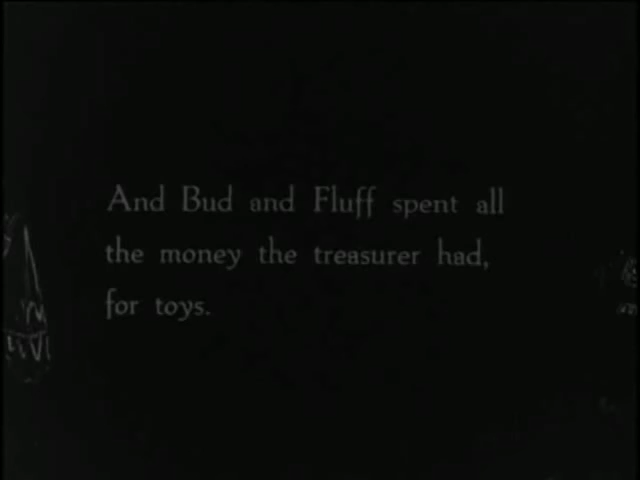 And Bud and Fluff spent all
the money the treasurer had,
for toys.